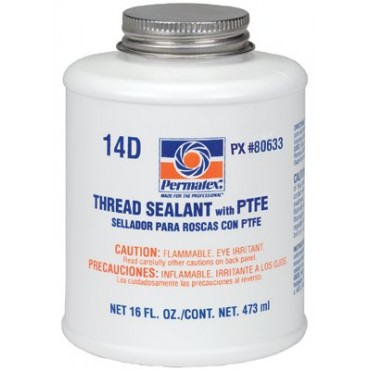 14D
PX #80633
Permatex®
MADE FOR THE PROFESSIONAL®
THREAD SEALANT with PTFE
SELLADOR PARA ROSCAS CON PTFE
CAUTION: FLAMMABLE. EYE IRRITANT.
Read carefully other cautions on back panel.
PRECAUCIONES: INFLAMABLE. IRRITANTE A LOS OJOS.
Lea cuidadosamente las precauciones al reverso.
NET 16 FL. OZ./CONT. NET. 473 ml